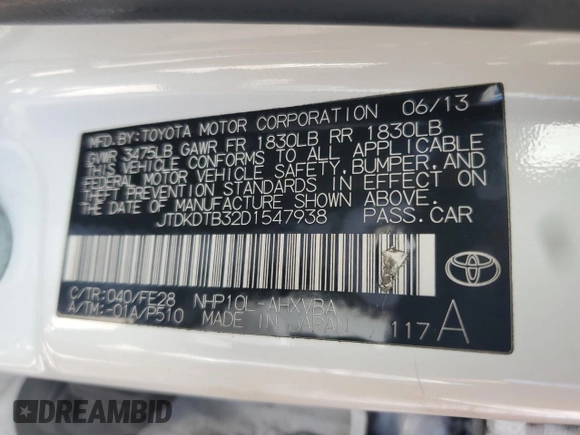 MFD.BY:TOYOTA MOTOR CORPORATION 06/13
GVWR 3475LB GAWR FR 1830LB RR 1830LB
THIS VEHICLE CONFORMS TO ALL APPLICABLE
FEDERAL MOTOR VEHICLE SAFETY,BUMPER,AND
THEFT PREVENTION STANDARDS IN EFFECT ON
THE DATE OF MANUFACTURE SHOWN ABOVE.
JTDKDTB32D1547938 PASS.CAR
C/TR:040/FE28 NHP10L-AHXVBA
A/TM:-01A/P510 MADE IN JAPAN 117 A
DREAMBID